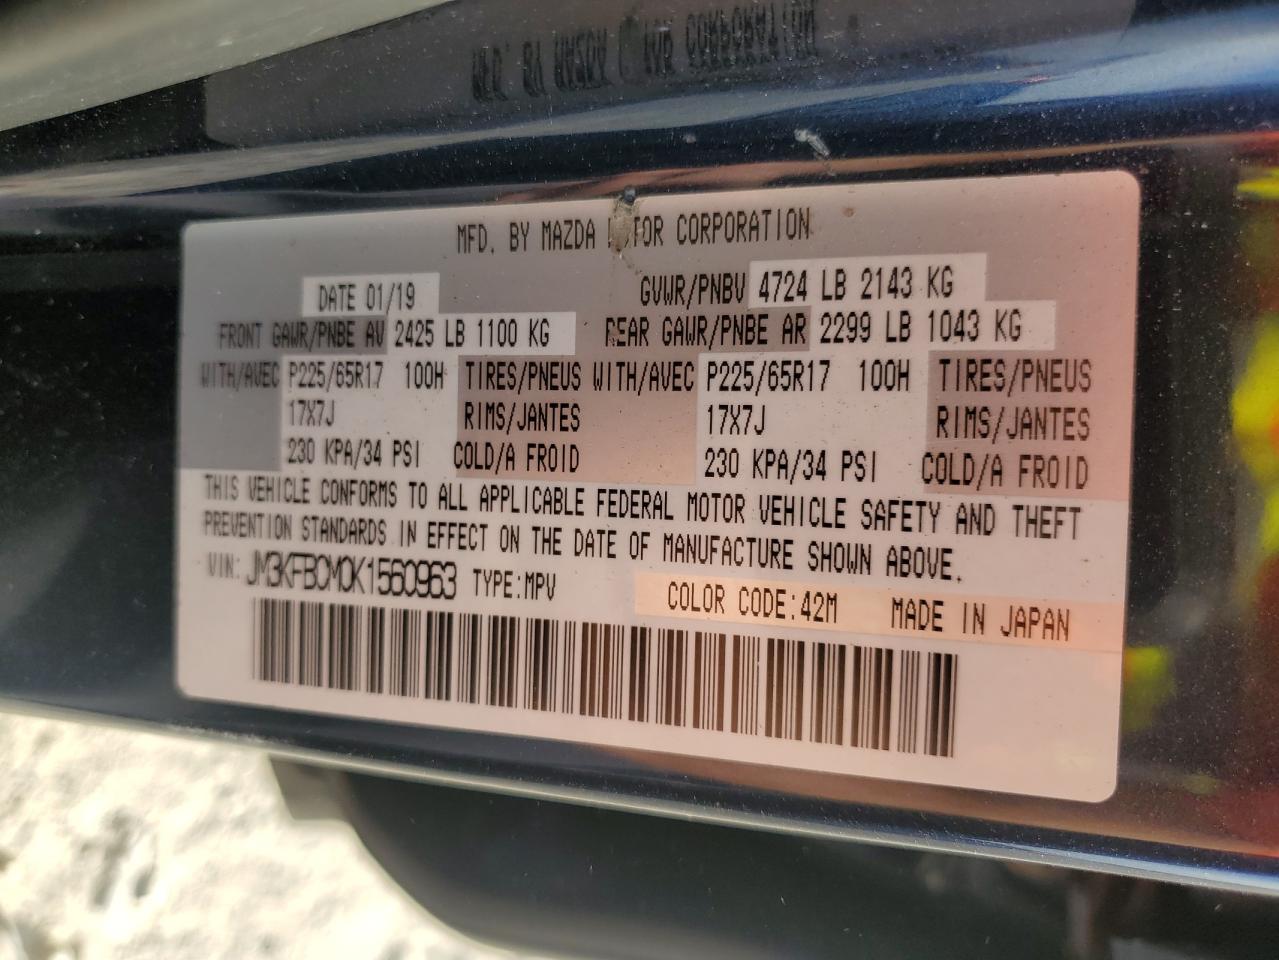 MFD. BY MAZDA MOTOR CORPORATION
DATE 01/19 GVWR/PNBV 4724 LB 2143 KG
FRONT GAWR/PNBE AV 2425 LB 1100 KG REAR GAWR/PNBE AR 2299 LB 1043 KG
WITH/AVEC P225/65R17 100H TIRES/PNEUS WITH/AVEC P225/65R17 100H TIRES/PNEUS
17X7J RIMS/JANTES 17X7J RIMS/JANTES
230 KPA/34 PSI COLD/A FROID 230 KPA/34 PSI COLD/A FROID
THIS VEHICLE CONFORMS TO ALL APPLICABLE FEDERAL MOTOR VEHICLE SAFETY AND THEFT
PREVENTION STANDARDS IN EFFECT ON THE DATE OF MANUFACTURE SHOWN ABOVE.
VIN: JM3KFBCM0K1560963 TYPE:MPV COLOR CODE:42M MADE IN JAPAN